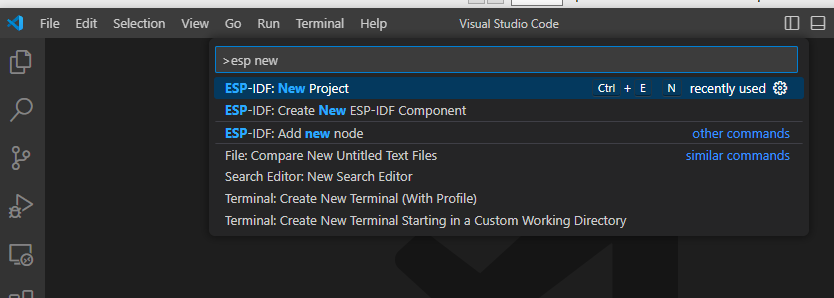 File Edit Selection View Go Run Terminal Help Visual Studio Code
>esp new
ESP-IDF: New Project Ctrl + E N recently used
ESP-IDF: Create New ESP-IDF Component
ESP-IDF: Add new node other commands
File: Compare New Untitled Text Files similar commands
Search Editor: New Search Editor
Terminal: Create New Terminal (With Profile)
Terminal: Create New Terminal Starting in a Custom Working Directory